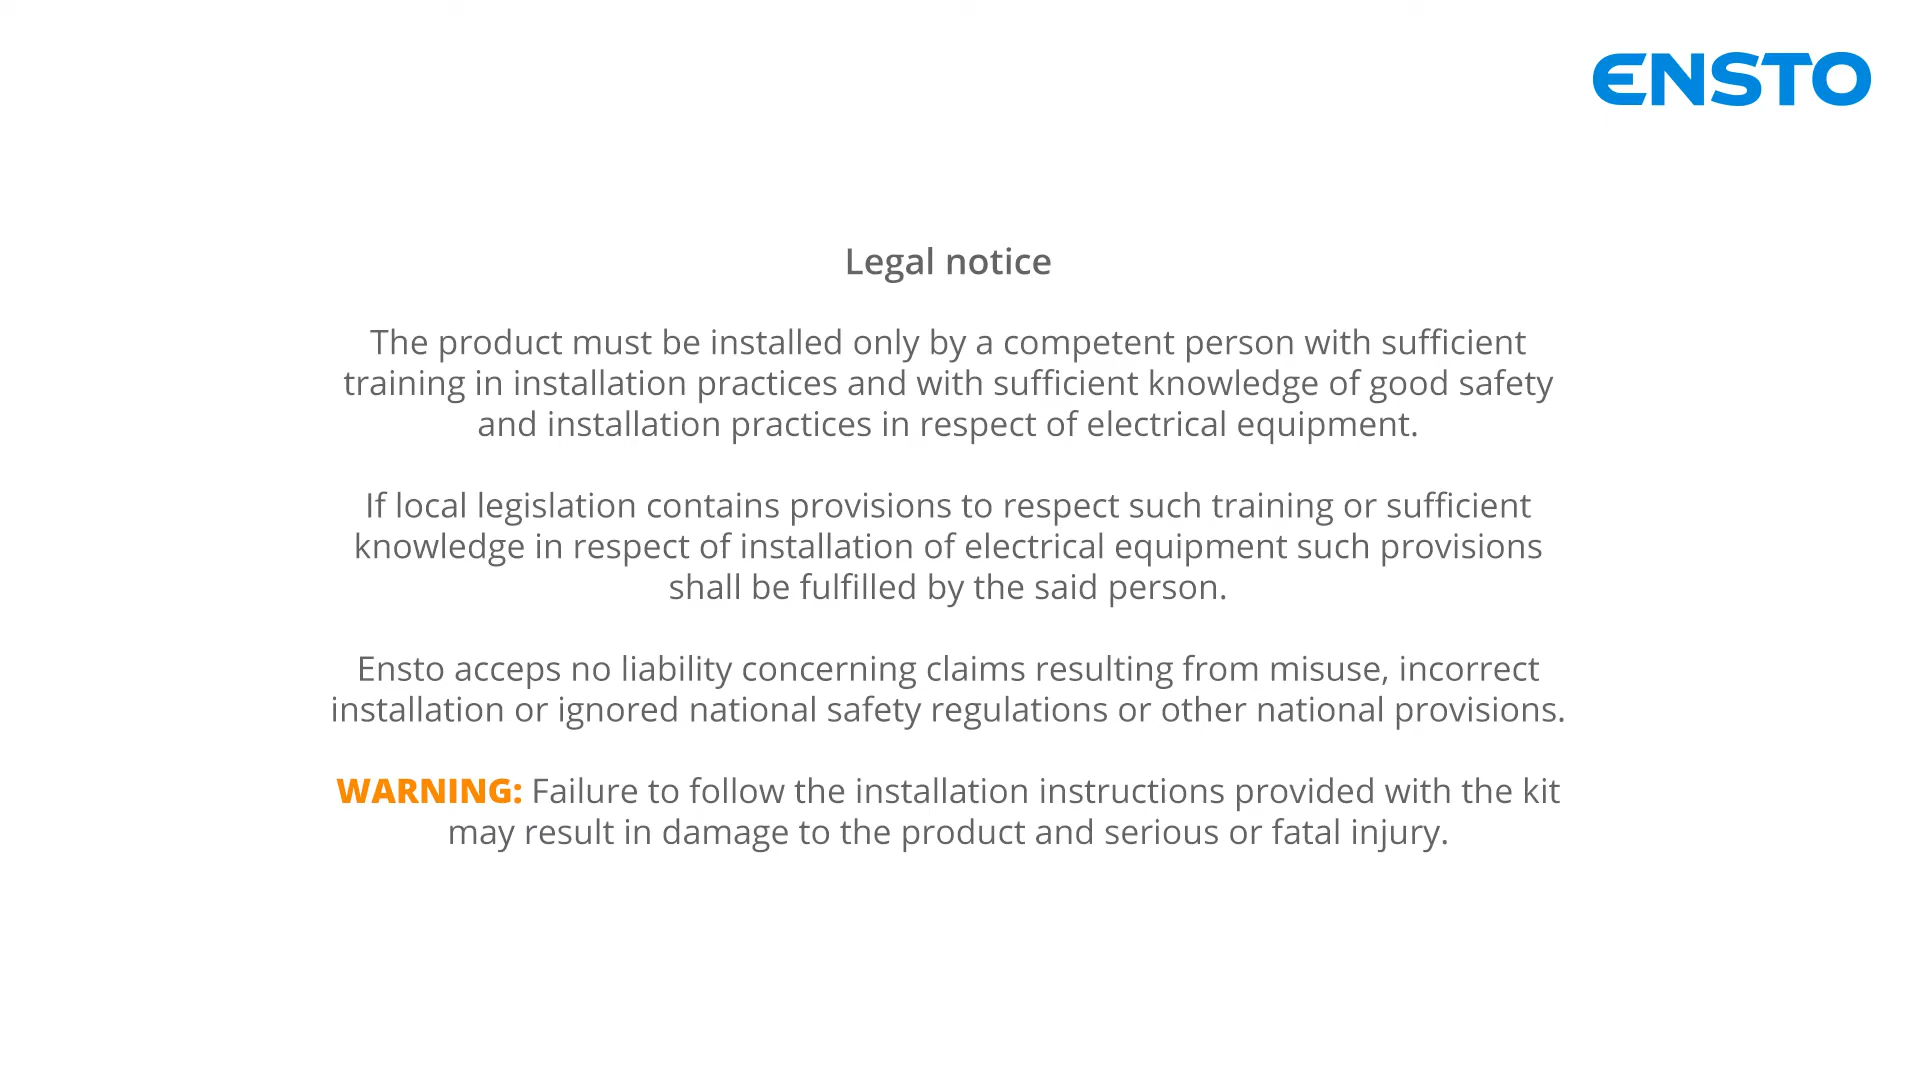 ENSTO
Legal notice
The product must be installed only by a competent person with sufficient
training in installation practices and with sufficient knowledge of good safety
and installation practices in respect of electrical equipment.
If local legislation contains provisions to respect such training or sufficient
knowledge in respect of installation of electrical equipment such provisions
shall be fulfilled by the said person.
Ensto acceps no liability concerning claims resulting from misuse, incorrect
installation or ignored national safety regulations or other national provisions.
WARNING: Failure to follow the installation instructions provided with the kit
may result in damage to the product and serious or fatal injury.